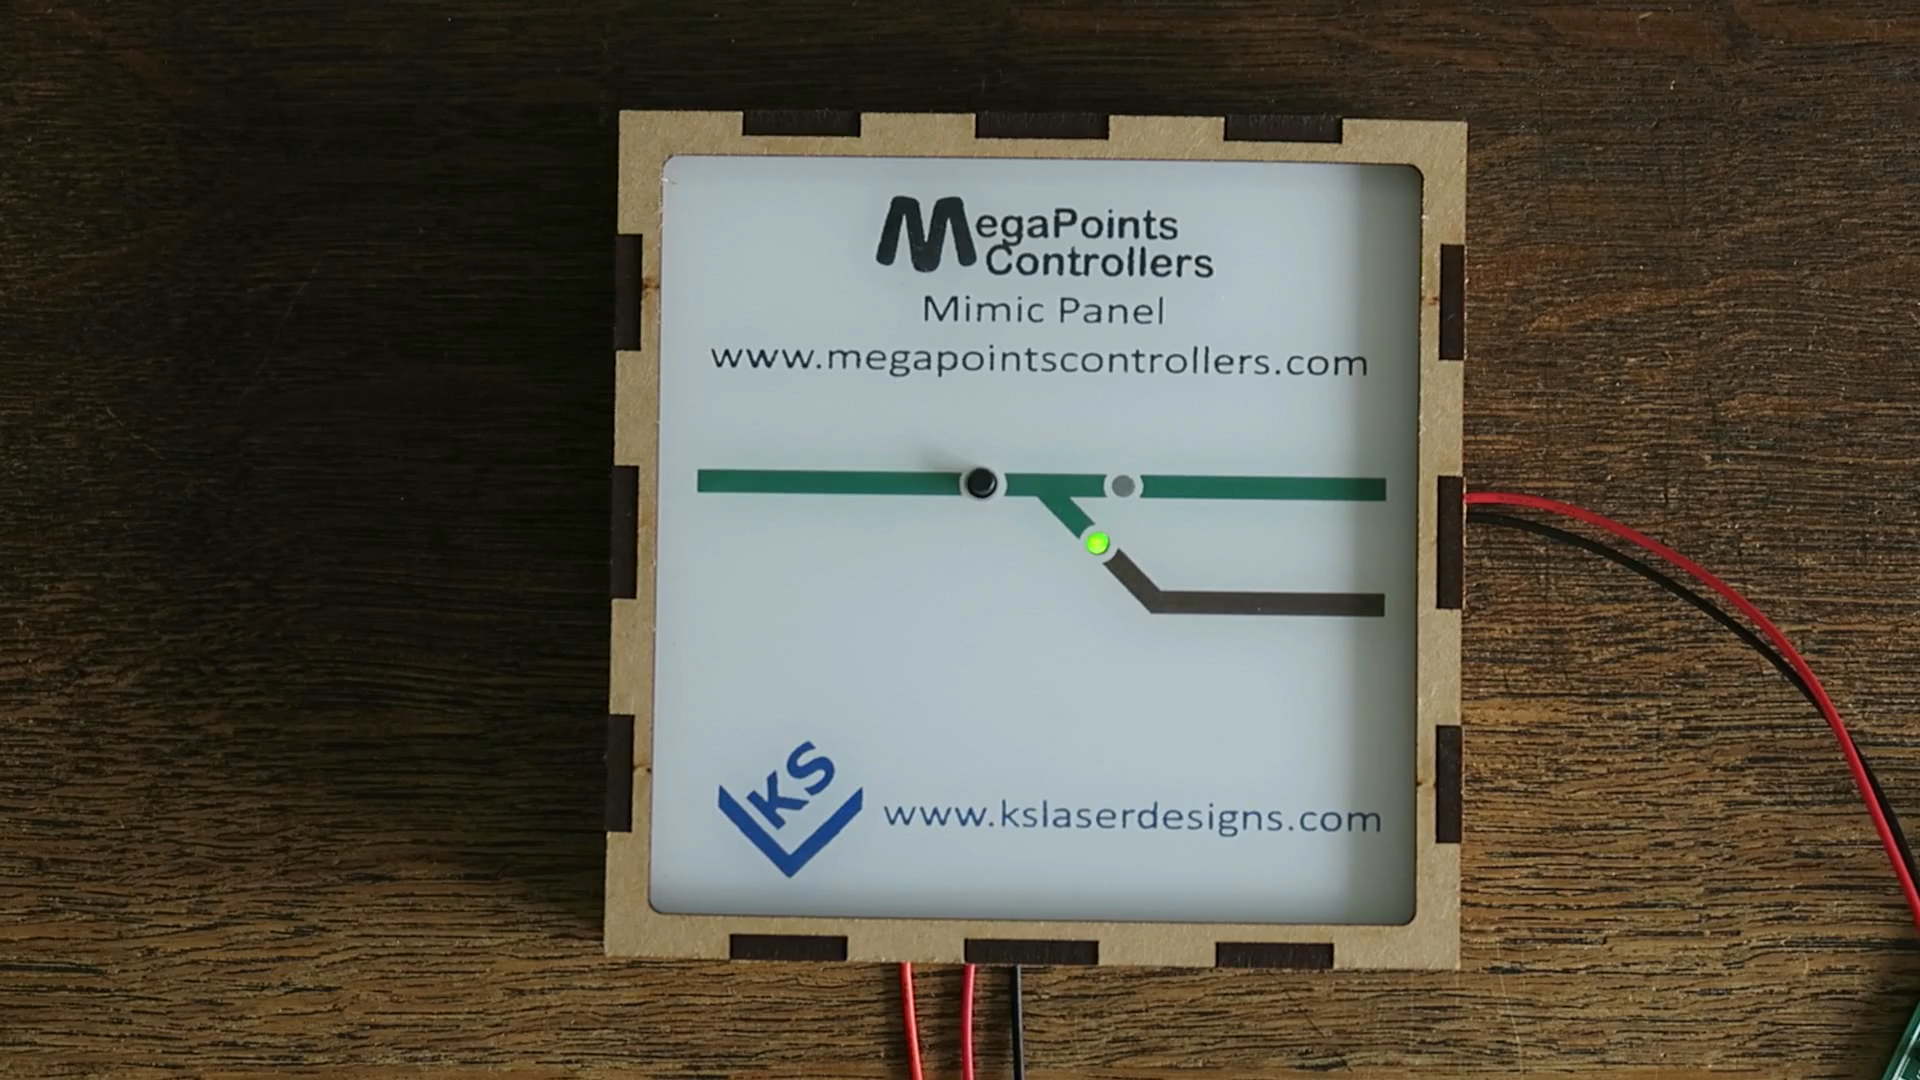 MegaPoints
Controllers
Mimic Panel
www.megapointscontrollers.com
KS
www.kslaserdesigns.com